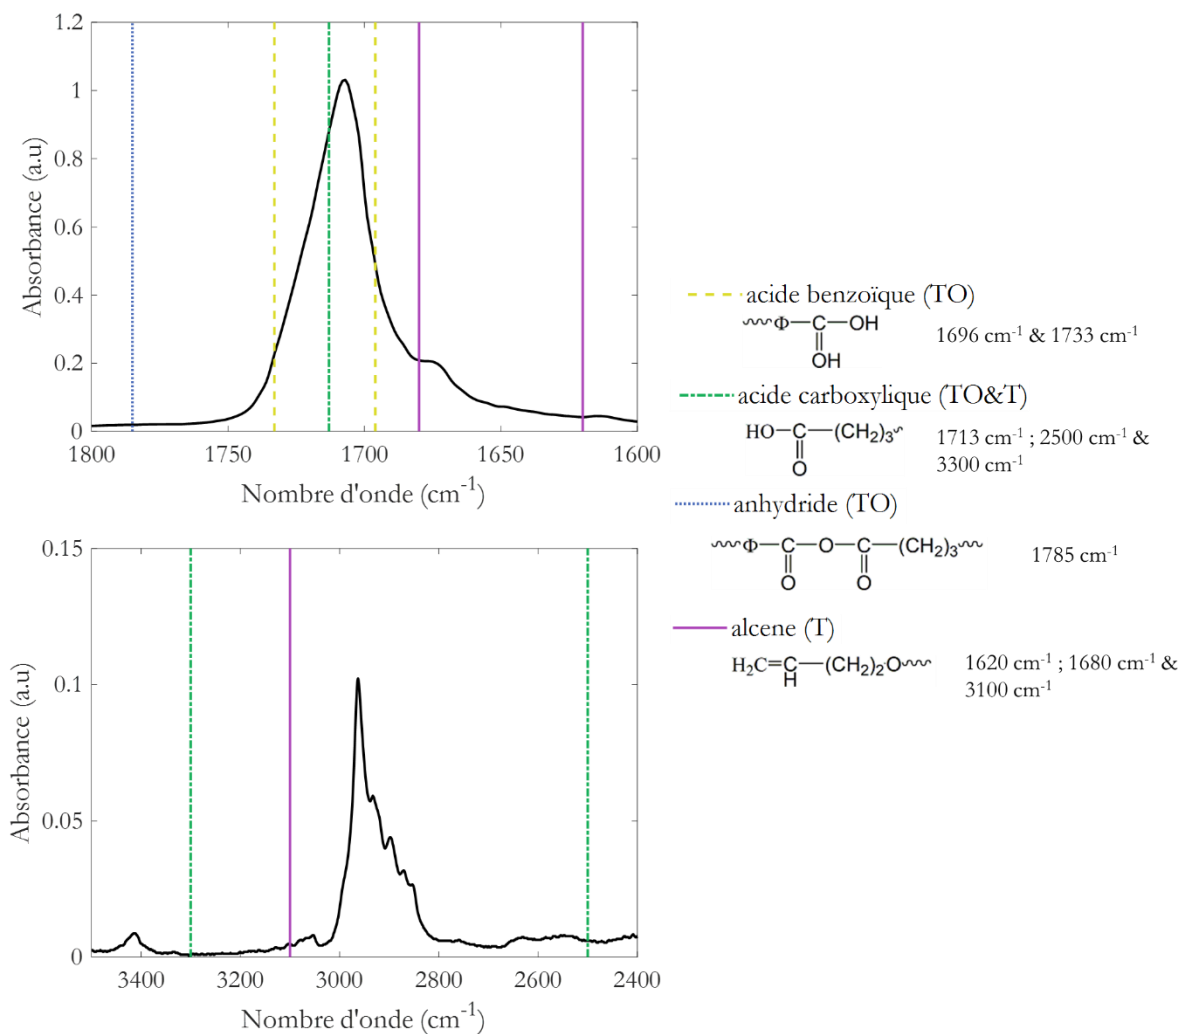 1.2
1
0.8
0.6
0.4
0.2
0
Absorbance (a.u)
1800
1750
1700
1650
1600
Nombre d'onde (cm⁻¹)
acide benzoïque (TO)
Φ—C—OH
OH
1696 cm⁻¹ & 1733 cm⁻¹
acide carboxylique (TO&T)
HO—C—(CH₂)₃
O
1713 cm⁻¹ ; 2500 cm⁻¹ &
3300 cm⁻¹
anhydride (TO)
Φ—C—O—C—(CH₂)₃
O O
1785 cm⁻¹
alcene (T)
H₂C=C—(CH₂)₂O
H
1620 cm⁻¹ ; 1680 cm⁻¹ &
3100 cm⁻¹
0.15
0.1
0.05
0
Absorbance (a.u)
3400
3200
3000
2800
2600
2400
Nombre d'onde (cm⁻¹)